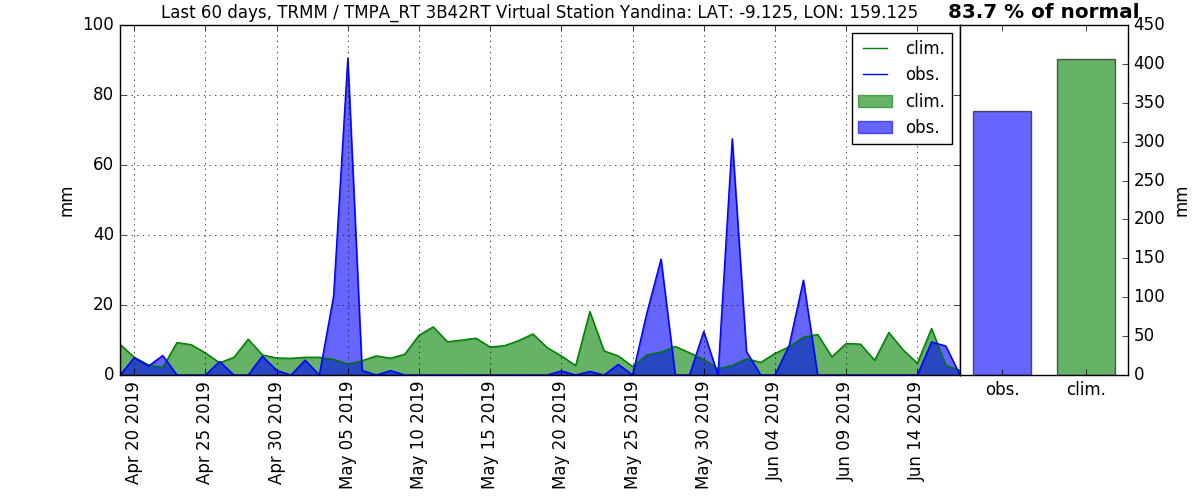 Last 60 days, TRMM / TMPA_RT 3B42RT Virtual Station Yandina: LAT: -9.125, LON: 159.125
83.7 % of normal
100
80
60
40
20
0
mm
clim.
obs.
clim.
obs.
450
400
350
300
250
200
150
100
50
0
mm
Apr 20 2019
Apr 25 2019
Apr 30 2019
May 05 2019
May 10 2019
May 15 2019
May 20 2019
May 25 2019
May 30 2019
Jun 04 2019
Jun 09 2019
Jun 14 2019
obs.
clim.